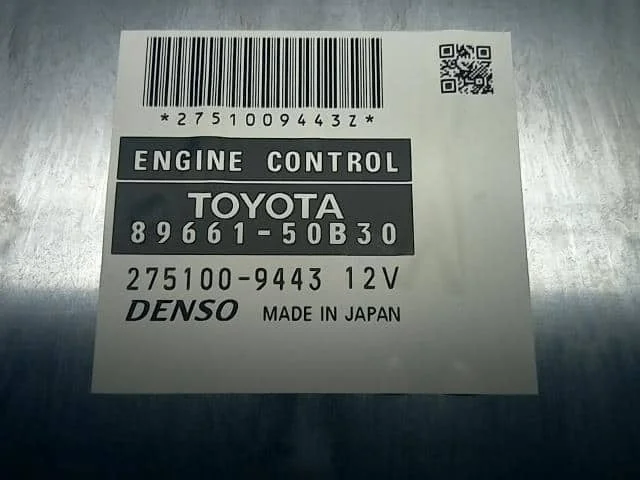 *2751009443Z*
ENGINE CONTROL
TOYOTA
89661-50B30
275100-9443 12V
DENSO MADE IN JAPAN